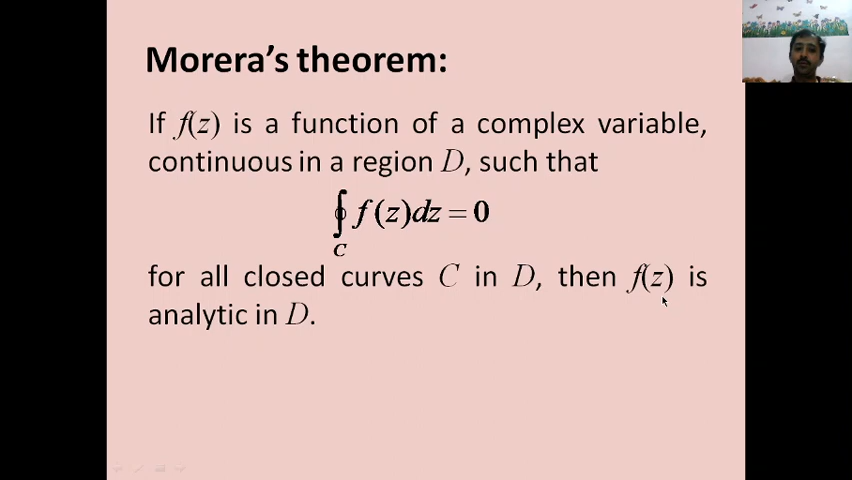 Morera's theorem:
If f(z) is a function of a complex variable,
continuous in a region D, such that
∮_C f(z)dz = 0
for all closed curves C in D, then f(z) is
analytic in D.